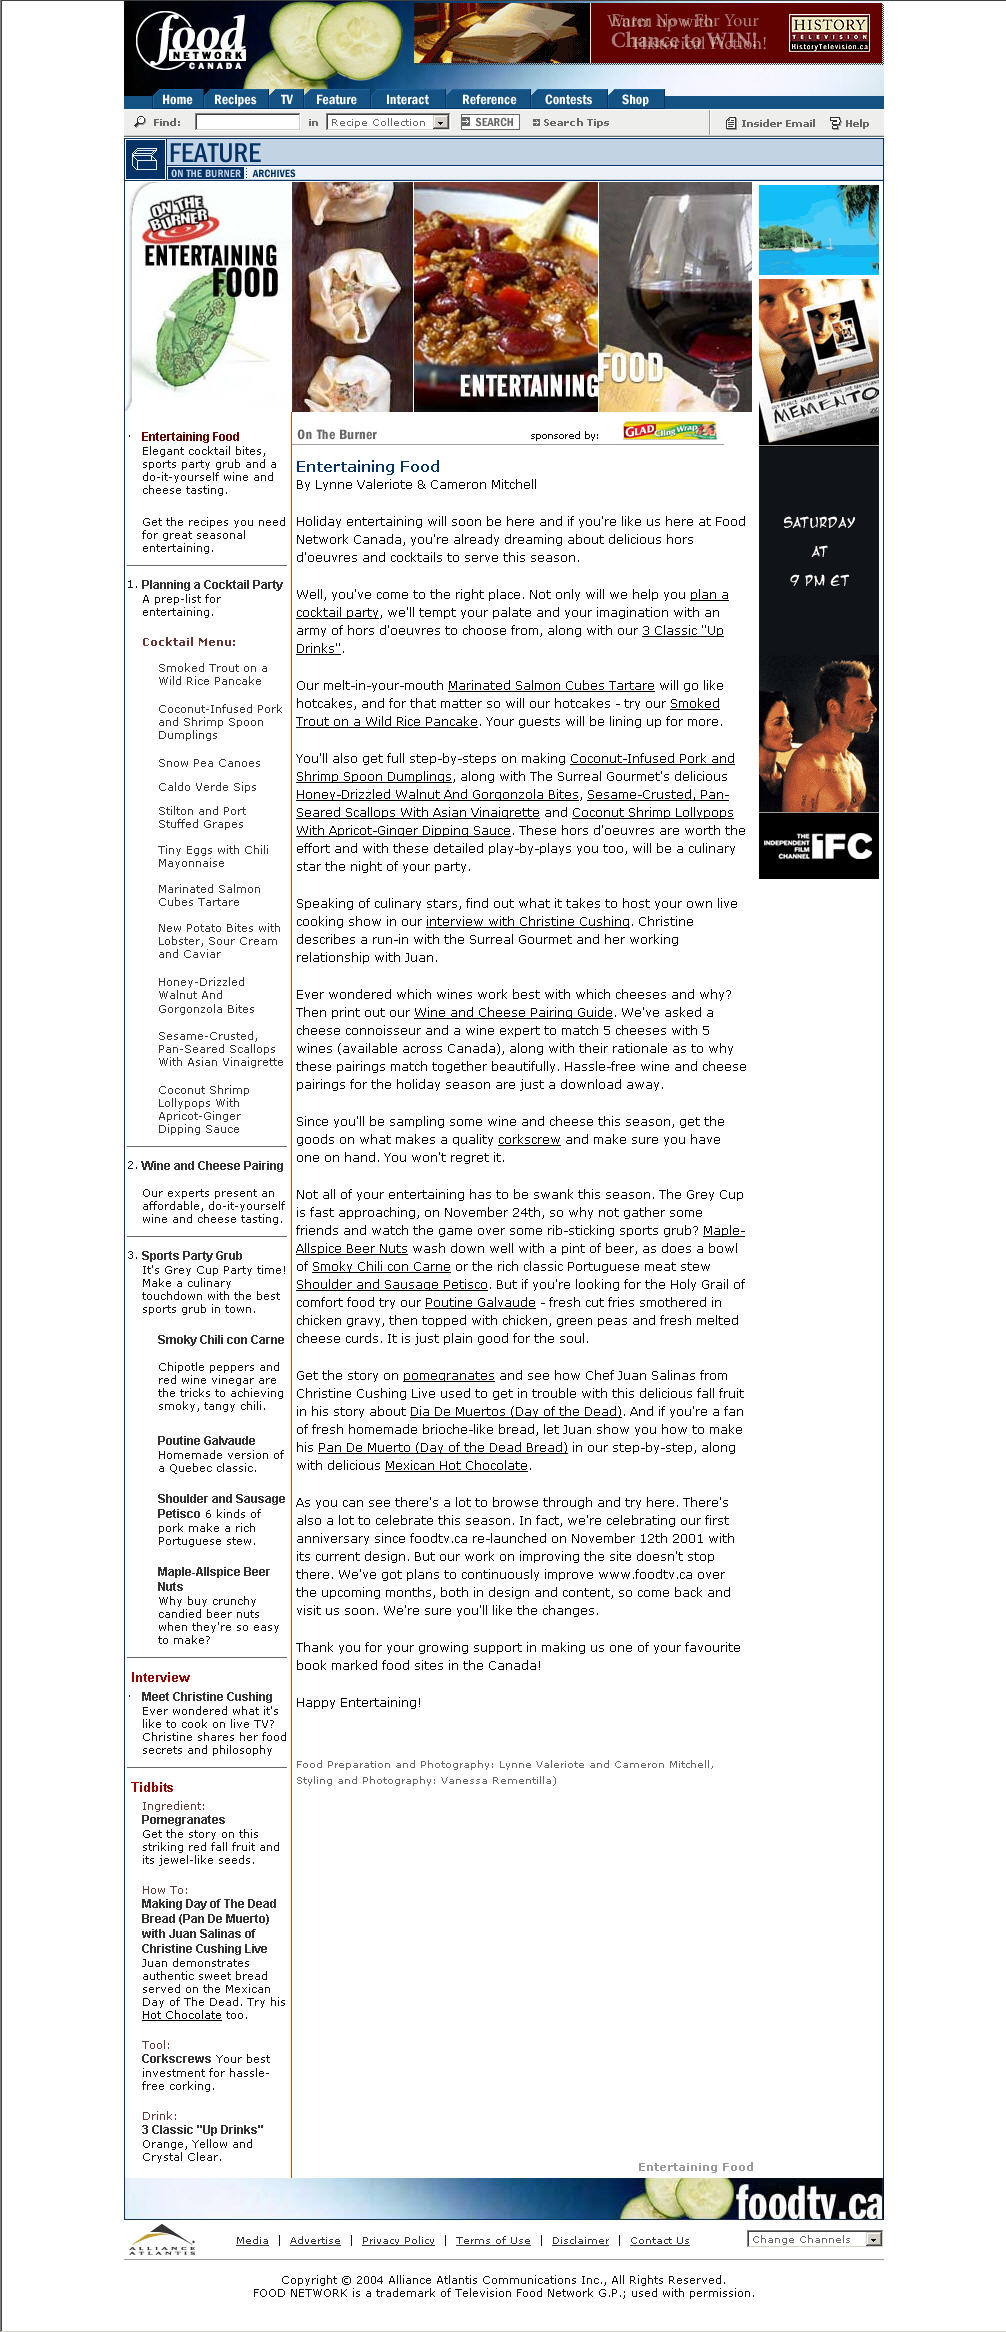 food
NETWORK
CANADA
Enter Now For Your
Chance to WIN!
HISTORY
TELEVISION
HistoryTelevision.ca
Home Recipes TV Feature Interact Reference Contests Shop
Find: in Recipe Collection SEARCH Search Tips Insider Email Help
FEATURE
ON THE BURNER ARCHIVES
ON THE
BURNER
ENTERTAINING
FOOD
ENTERTAINING FOOD
MEMENTO
SATURDAY
AT
9 PM ET
THE
INDEPENDENT
FILM
CHANNEL
IFC
· Entertaining Food
Elegant cocktail bites,
sports party grub and a
do-it-yourself wine and
cheese tasting.
Get the recipes you need
for great seasonal
entertaining.
1. Planning a Cocktail Party
A prep-list for
entertaining.
Cocktail Menu:
Smoked Trout on a
Wild Rice Pancake
Coconut-Infused Pork
and Shrimp Spoon
Dumplings
Snow Pea Canoes
Caldo Verde Sips
Stilton and Port
Stuffed Grapes
Tiny Eggs with Chili
Mayonnaise
Marinated Salmon
Cubes Tartare
New Potato Bites with
Lobster, Sour Cream
and Caviar
Honey-Drizzled
Walnut And
Gorgonzola Bites
Sesame-Crusted,
Pan-Seared Scallops
With Asian Vinaigrette
Coconut Shrimp
Lollypops With
Apricot-Ginger
Dipping Sauce
2. Wine and Cheese Pairing
Our experts present an
affordable, do-it-yourself
wine and cheese tasting.
3. Sports Party Grub
It's Grey Cup Party time!
Make a culinary
touchdown with the best
sports grub in town.
Smoky Chili con Carne
Chipotle peppers and
red wine vinegar are
the tricks to achieving
smoky, tangy chili.
Poutine Galvaude
Homemade version of
a Quebec classic.
Shoulder and Sausage
Petisco 6 kinds of
pork make a rich
Portuguese stew.
Maple-Allspice Beer
Nuts
Why buy crunchy
candied beer nuts
when they're so easy
to make?
Interview
· Meet Christine Cushing
Ever wondered what it's
like to cook on live TV?
Christine shares her food
secrets and philosophy
Tidbits
Ingredient:
Pomegranates
Get the story on this
striking red fall fruit and
its jewel-like seeds.
How To:
Making Day of The Dead
Bread (Pan De Muerto)
with Juan Salinas of
Christine Cushing Live
Juan demonstrates
authentic sweet bread
served on the Mexican
Day of The Dead. Try his
Hot Chocolate too.
Tool:
Corkscrews Your best
investment for hassle-
free corking.
Drink:
3 Classic "Up Drinks"
Orange, Yellow and
Crystal Clear.
On The Burner sponsored by: GLAD Cling Wrap
Entertaining Food
By Lynne Valeriote & Cameron Mitchell
Holiday entertaining will soon be here and if you're like us here at Food
Network Canada, you're already dreaming about delicious hors
d'oeuvres and cocktails to serve this season.
Well, you've come to the right place. Not only will we help you plan a
cocktail party, we'll tempt your palate and your imagination with an
army of hors d'oeuvres to choose from, along with our 3 Classic "Up
Drinks".
Our melt-in-your-mouth Marinated Salmon Cubes Tartare will go like
hotcakes, and for that matter so will our hotcakes - try our Smoked
Trout on a Wild Rice Pancake. Your guests will be lining up for more.
You'll also get full step-by-steps on making Coconut-Infused Pork and
Shrimp Spoon Dumplings, along with The Surreal Gourmet's delicious
Honey-Drizzled Walnut And Gorgonzola Bites, Sesame-Crusted, Pan-
Seared Scallops With Asian Vinaigrette and Coconut Shrimp Lollypops
With Apricot-Ginger Dipping Sauce. These hors d'oeuvres are worth the
effort and with these detailed play-by-plays you too, will be a culinary
star the night of your party.
Speaking of culinary stars, find out what it takes to host your own live
cooking show in our interview with Christine Cushing. Christine
describes a run-in with the Surreal Gourmet and her working
relationship with Juan.
Ever wondered which wines work best with which cheeses and why?
Then print out our Wine and Cheese Pairing Guide. We've asked a
cheese connoisseur and a wine expert to match 5 cheeses with 5
wines (available across Canada), along with their rationale as to why
these pairings match together beautifully. Hassle-free wine and cheese
pairings for the holiday season are just a download away.
Since you'll be sampling some wine and cheese this season, get the
goods on what makes a quality corkscrew and make sure you have
one on hand. You won't regret it.
Not all of your entertaining has to be swank this season. The Grey Cup
is fast approaching, on November 24th, so why not gather some
friends and watch the game over some rib-sticking sports grub? Maple-
Allspice Beer Nuts wash down well with a pint of beer, as does a bowl
of Smoky Chili con Carne or the rich classic Portuguese meat stew
Shoulder and Sausage Petisco. But if you're looking for the Holy Grail of
comfort food try our Poutine Galvaude - fresh cut fries smothered in
chicken gravy, then topped with chicken, green peas and fresh melted
cheese curds. It is just plain good for the soul.
Get the story on pomegranates and see how Chef Juan Salinas from
Christine Cushing Live used to get in trouble with this delicious fall fruit
in his story about Dia De Muertos (Day of the Dead). And if you're a fan
of fresh homemade brioche-like bread, let Juan show you how to make
his Pan De Muerto (Day of the Dead Bread) in our step-by-step, along
with delicious Mexican Hot Chocolate.
As you can see there's a lot to browse through and try here. There's
also a lot to celebrate this season. In fact, we're celebrating our first
anniversary since foodtv.ca re-launched on November 12th 2001 with
its current design. But our work on improving the site doesn't stop
there. We've got plans to continuously improve www.foodtv.ca over
the upcoming months, both in design and content, so come back and
visit us soon. We're sure you'll like the changes.
Thank you for your growing support in making us one of your favourite
book marked food sites in the Canada!
Happy Entertaining!
Food Preparation and Photography: Lynne Valeriote and Cameron Mitchell,
Styling and Photography: Vanessa Rementilla)
Entertaining Food
foodtv.ca
ALLIANCE
ATLANTIS
Media | Advertise | Privacy Policy | Terms of Use | Disclaimer | Contact Us
Change Channels
Copyright © 2004 Alliance Atlantis Communications Inc., All Rights Reserved.
FOOD NETWORK is a trademark of Television Food Network G.P.; used with permission.